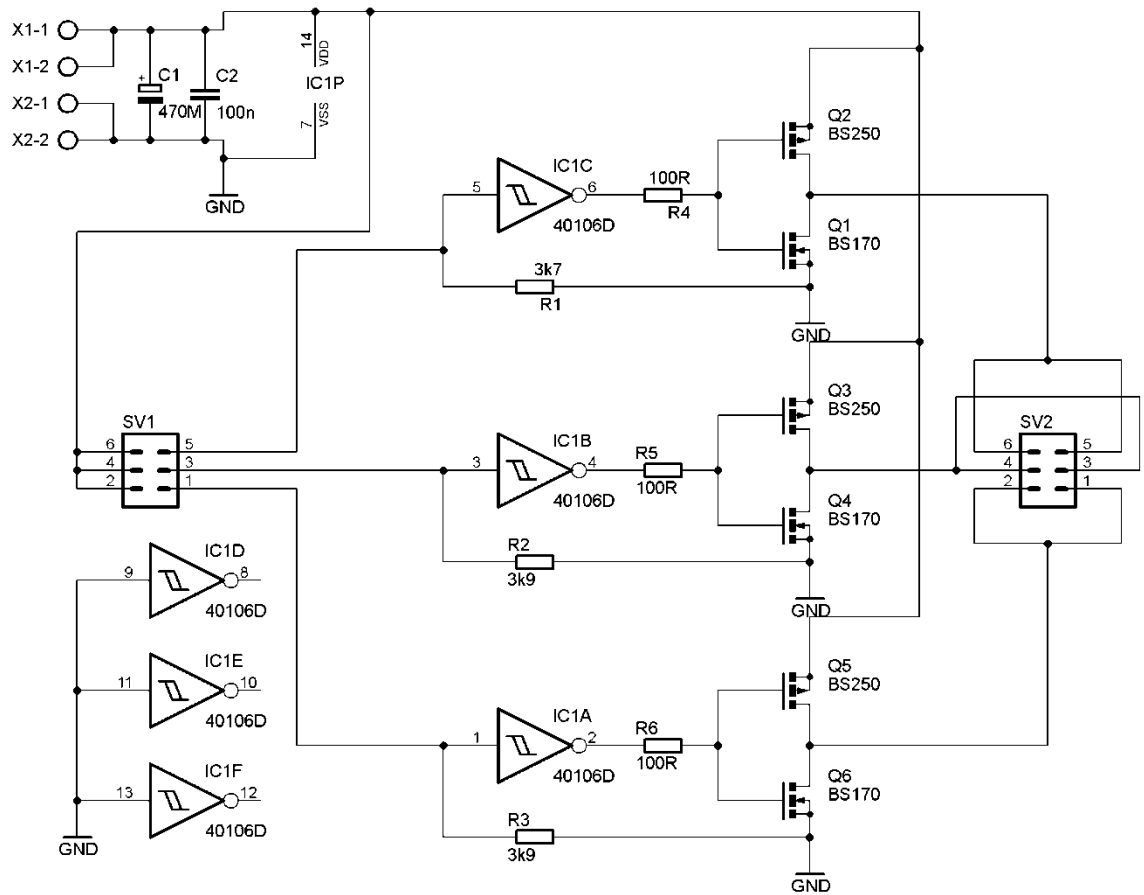 X1-1
X1-2
X2-1
X2-2
+
C1
470M
C2
100n
14
VDD
IC1P
7
VSS
GND
Q2
BS250
IC1C
5
6
40106D
100R
R4
Q1
BS170
3k7
R1
GND
Q3
BS250
SV1
6
4
2
5
3
1
IC1B
3
4
40106D
R5
100R
Q4
BS170
SV2
6
4
2
5
3
1
R2
3k9
GND
IC1D
9
8
40106D
IC1E
11
10
40106D
Q5
BS250
IC1A
1
2
40106D
R6
100R
Q6
BS170
IC1F
13
12
40106D
R3
3k9
GND
GND